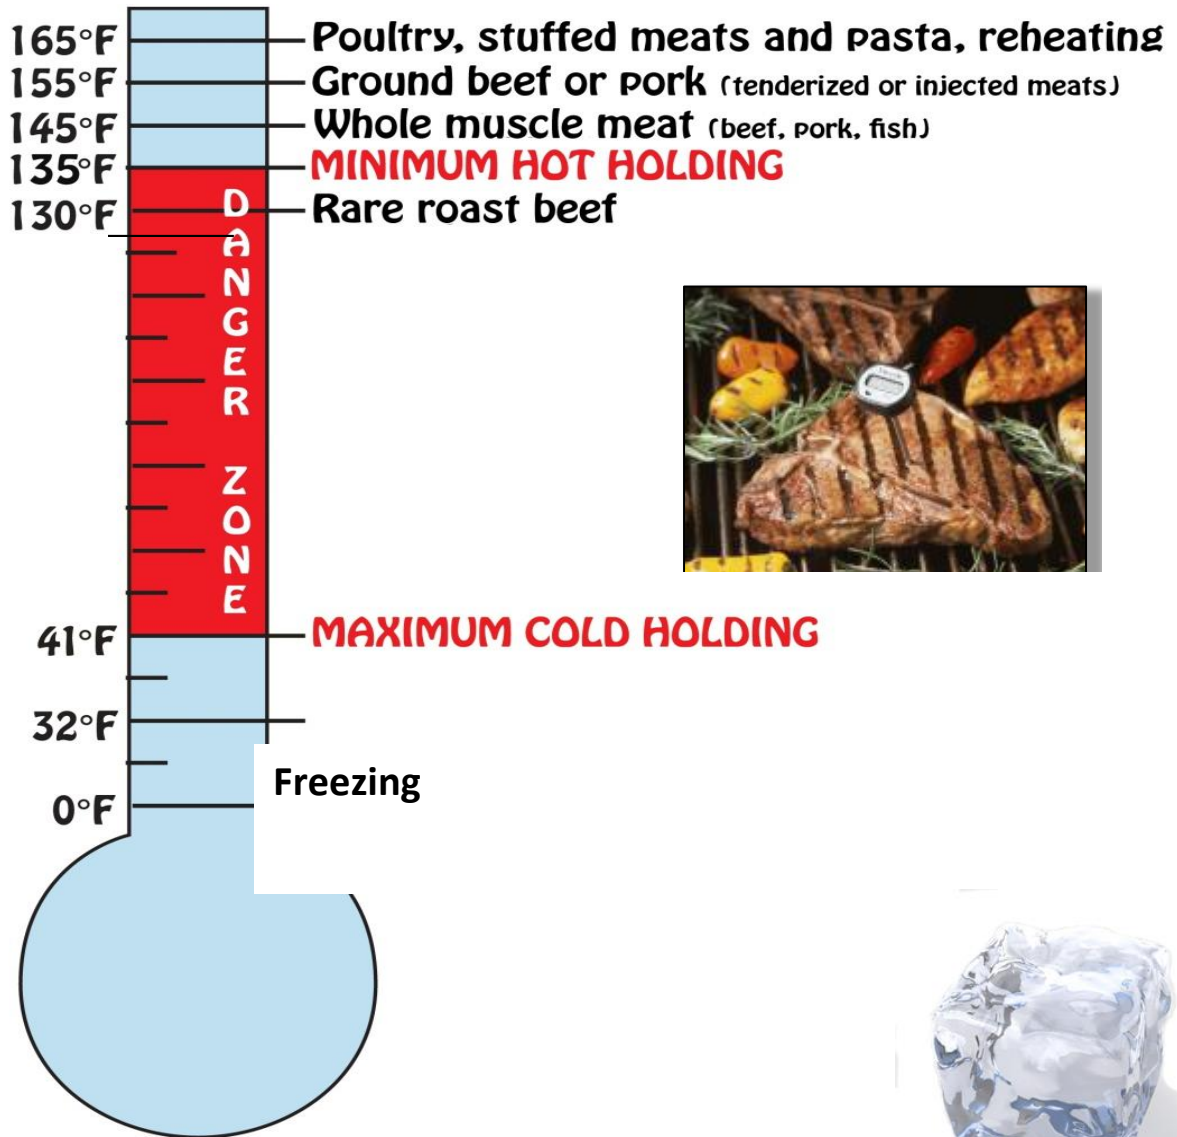 165°F Poultry, stuffed meats and pasta, reheating
155°F Ground beef or pork (tenderized or injected meats)
145°F Whole muscle meat (beef, pork, fish)
135°F MINIMUM HOT HOLDING
130°F Rare roast beef
DANGER ZONE
41°F MAXIMUM COLD HOLDING
32°F
Freezing
0°F